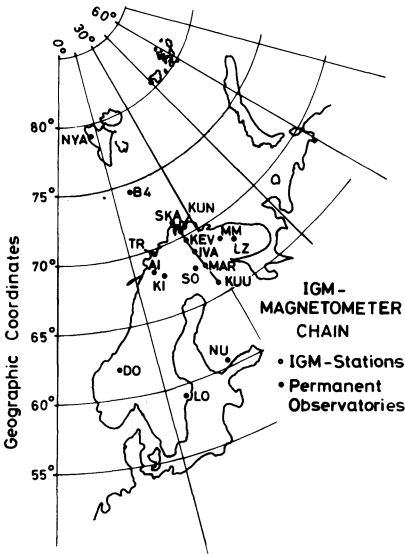 0°
30°
60°
80°
NYA
75°
B4
KUN
SKA
MM
TR
KEV
LZ
IVA
70°
AI
MAR
KI
SO
KUU
IGM-
MAGNETOMETER
CHAIN
65°
NU
IGM-Stations
DO
Permanent
LO
Observatories
60°
55°
Geographic Coordinates